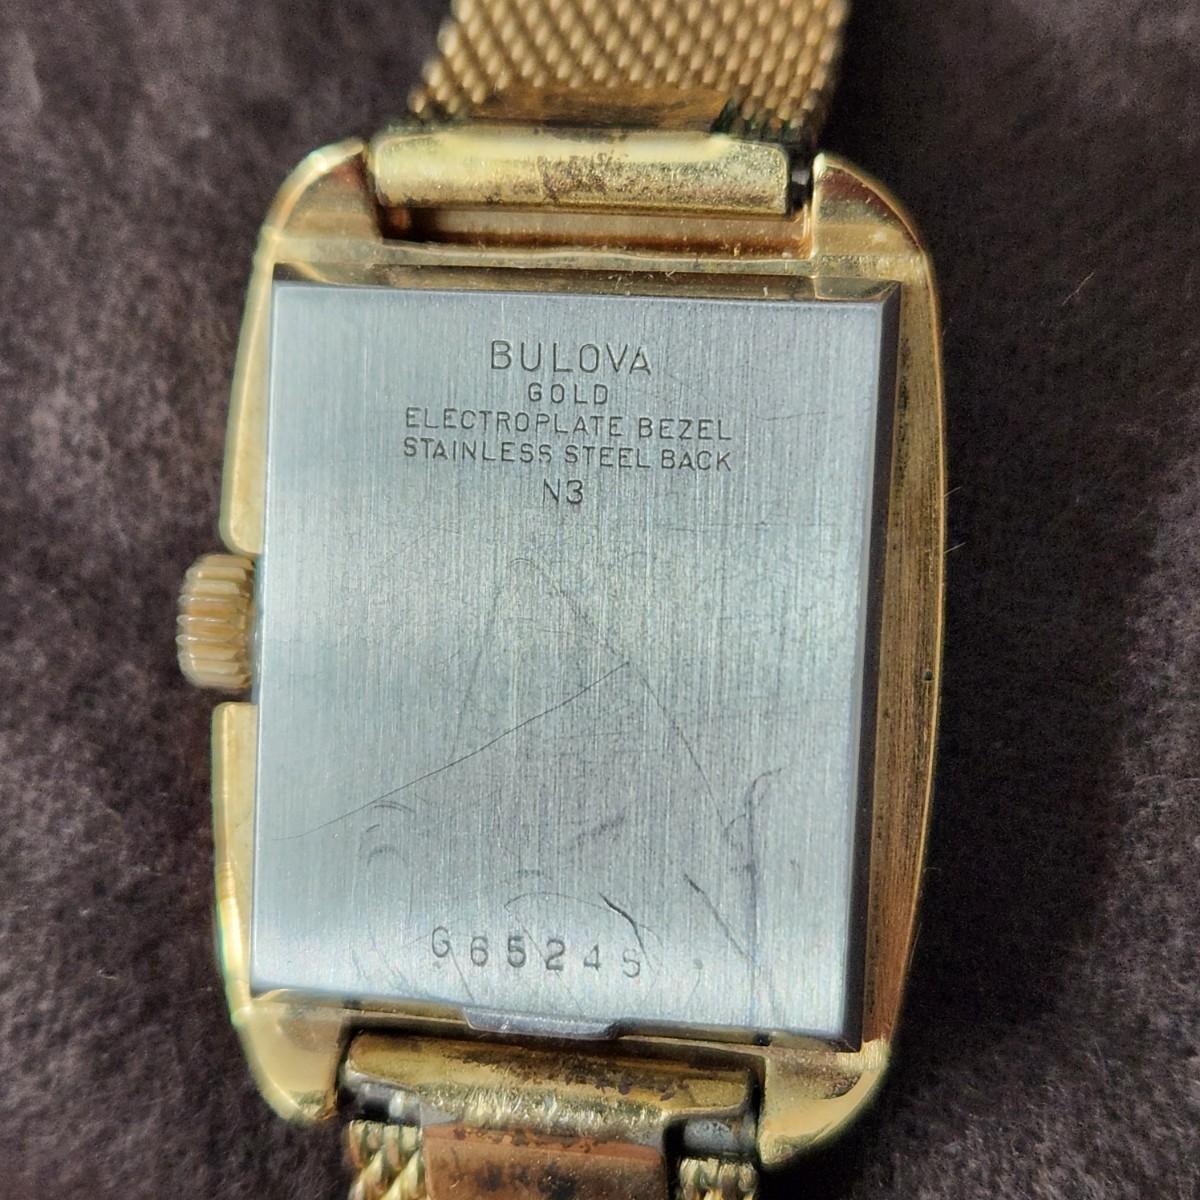 BULOVA
GOLD
ELECTROPLATE BEZEL
STAINLESS STEEL BACK
N3
G65245